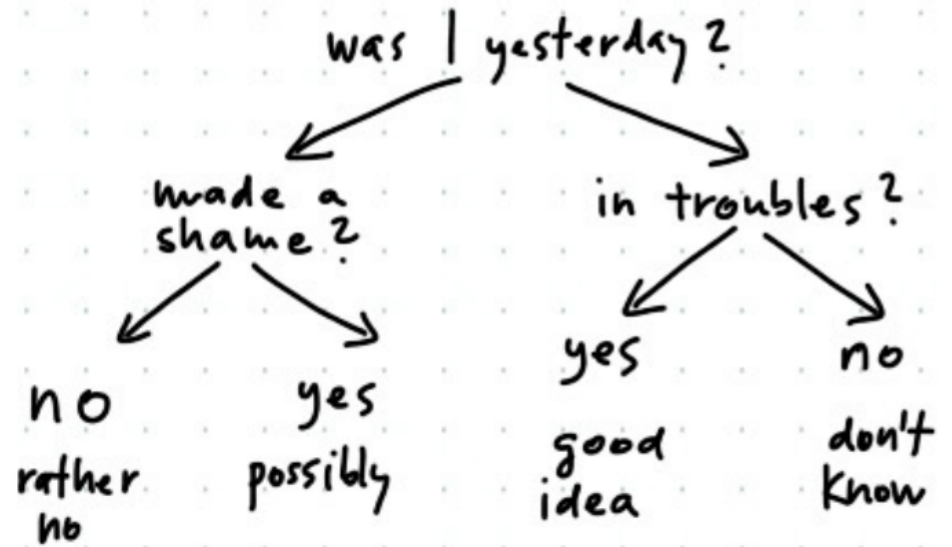 was I yesterday?
made a
shame?
in troubles?
no
rather
no
yes
possibly
yes
good
idea
no
don't
know